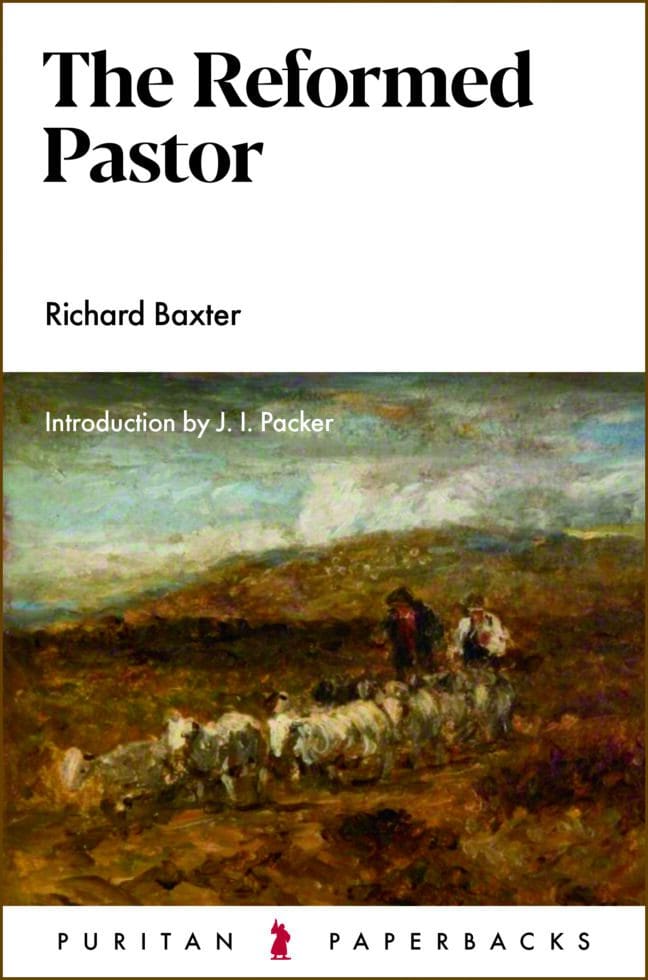 The Reformed
Pastor
Richard Baxter
Introduction by J. I. Packer
PURITAN PAPERBACKS